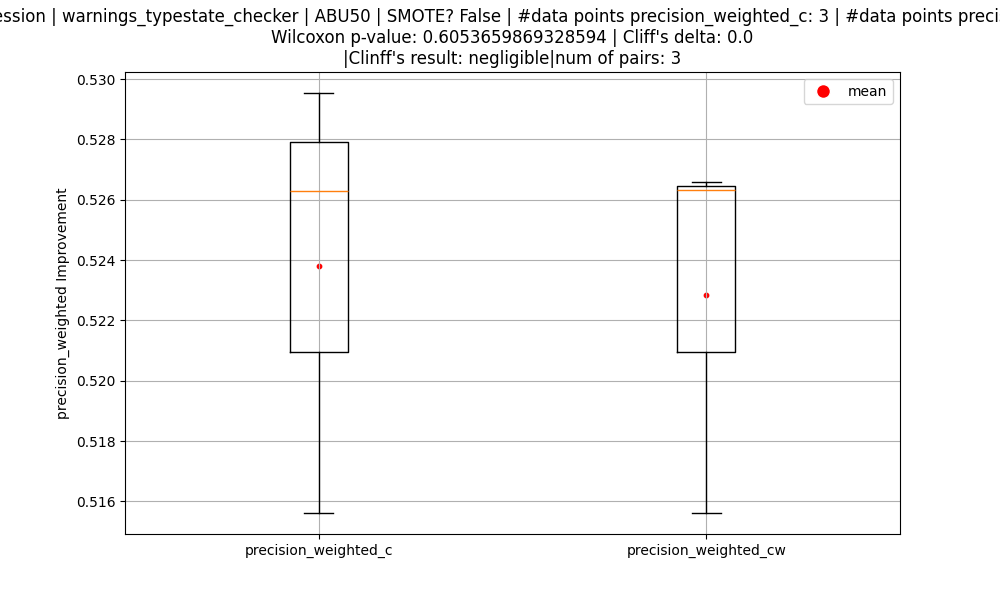 ession | warnings_typestate_checker | ABU50 | SMOTE? False | #data points precision_weighted_c: 3 | #data points preci
Wilcoxon p-value: 0.6053659869328594 | Cliff's delta: 0.0
|Clinff's result: negligible|num of pairs: 3
mean
0.530
0.528
0.526
0.524
0.522
0.520
0.518
0.516
precision_weighted Improvement
precision_weighted_c
precision_weighted_cw